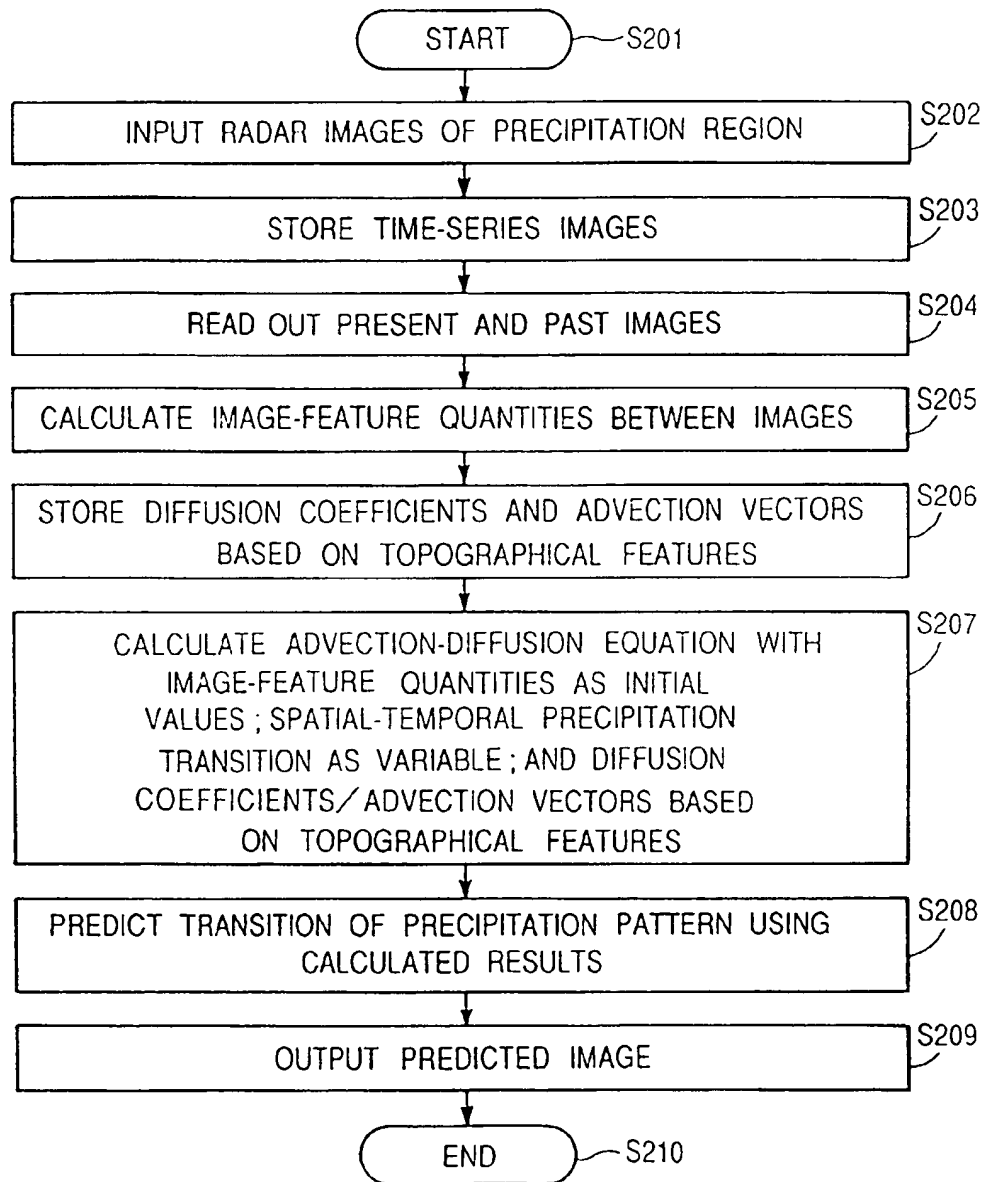 START
S201
INPUT RADAR IMAGES OF PRECIPITATION REGION
S202
STORE TIME-SERIES IMAGES
S203
READ OUT PRESENT AND PAST IMAGES
S204
CALCULATE IMAGE-FEATURE QUANTITIES BETWEEN IMAGES
S205
STORE DIFFUSION COEFFICIENTS AND ADVECTION VECTORS
BASED ON TOPOGRAPHICAL FEATURES
S206
CALCULATE ADVECTION-DIFFUSION EQUATION WITH
IMAGE-FEATURE QUANTITIES AS INITIAL
VALUES ; SPATIAL-TEMPORAL PRECIPITATION
TRANSITION AS VARIABLE ; AND DIFFUSION
COEFFICIENTS/ADVECTION VECTORS BASED
ON TOPOGRAPHICAL FEATURES
S207
PREDICT TRANSITION OF PRECIPITATION PATTERN USING
CALCULATED RESULTS
S208
OUTPUT PREDICTED IMAGE
S209
END
S210